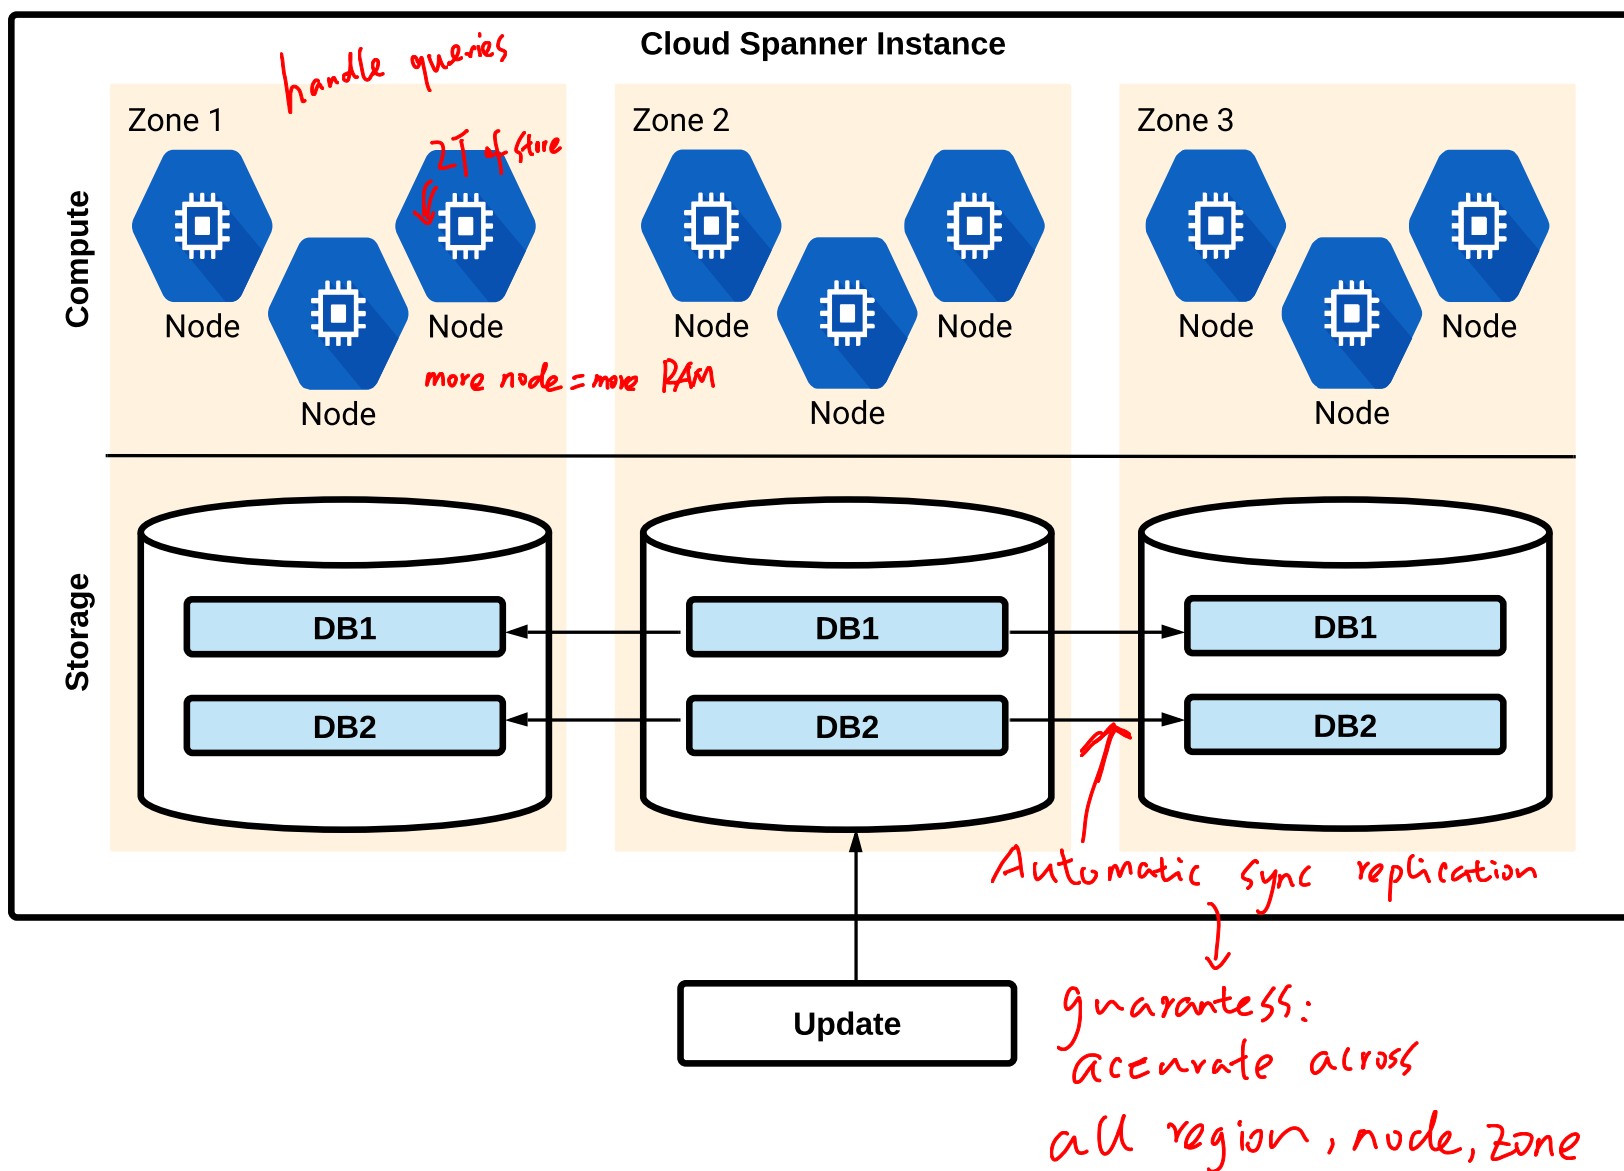 Cloud Spanner Instance
handle queries
Zone 1
Zone 2
Zone 3
2T of store
Compute
Node
Node
Node
Node
Node
Node
more node = more RAM
Node
Node
Node
Storage
DB1
DB1
DB1
DB2
DB2
DB2
Automatic sync replication
Update
guarantess:
accurate across
all region, node, zone